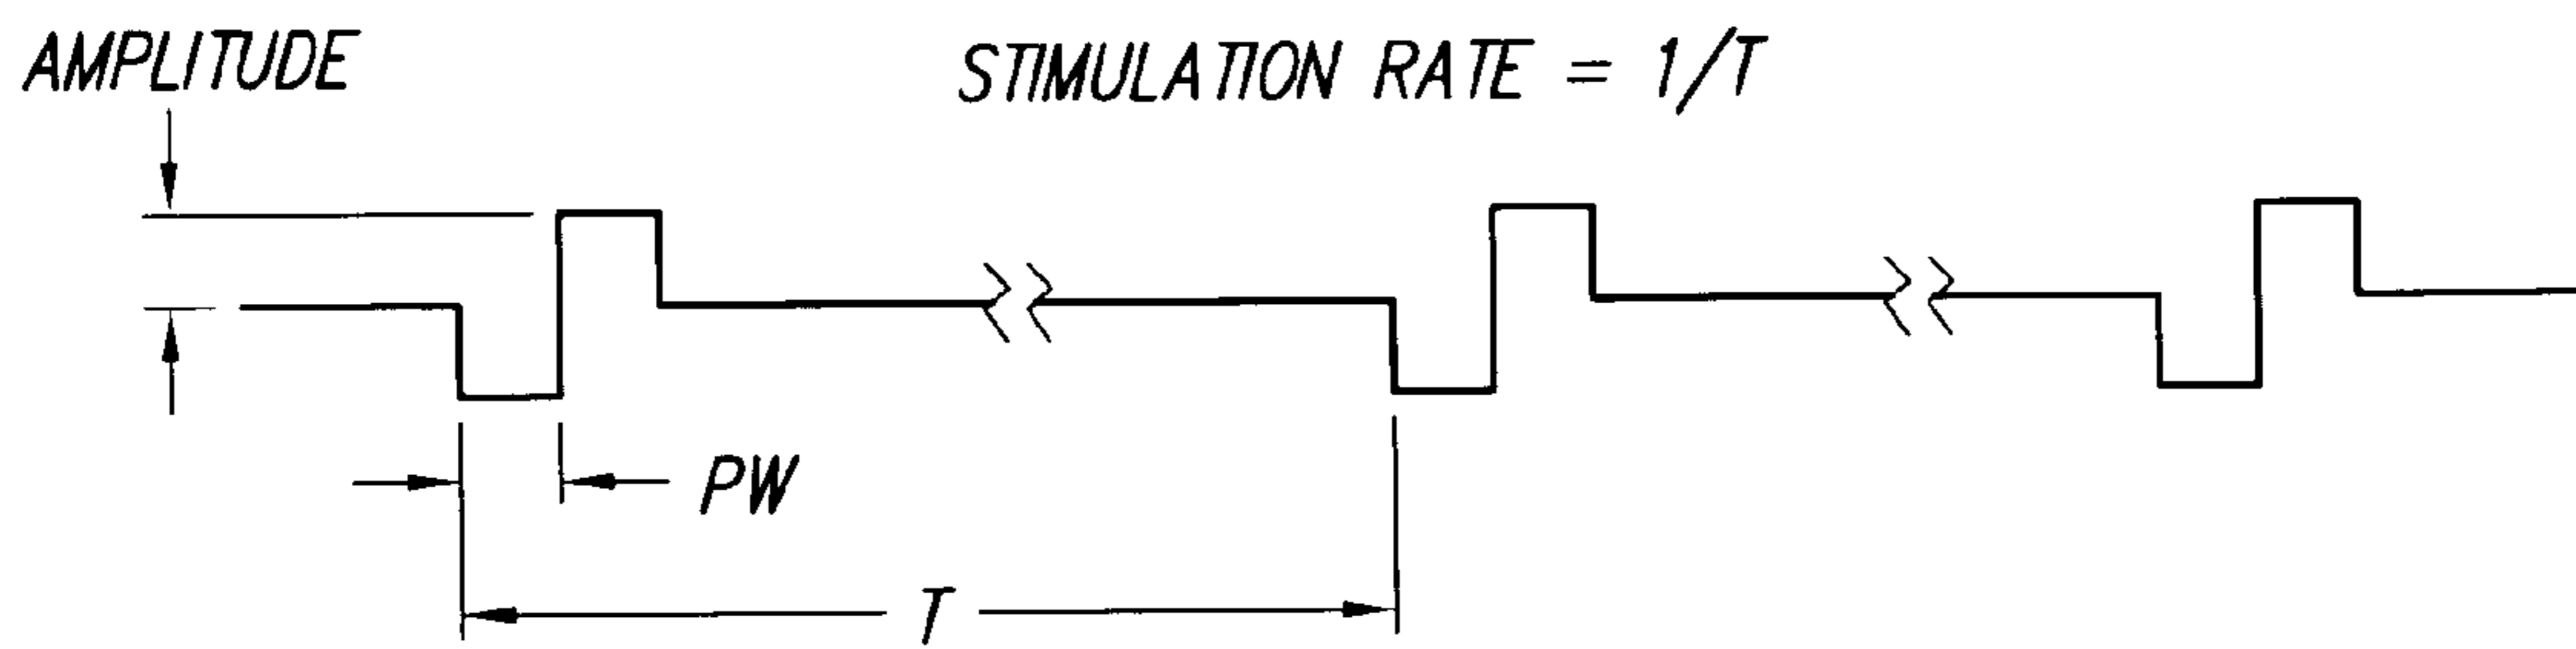 AMPLITUDE
STIMULATION RATE = 1/T
PW
T